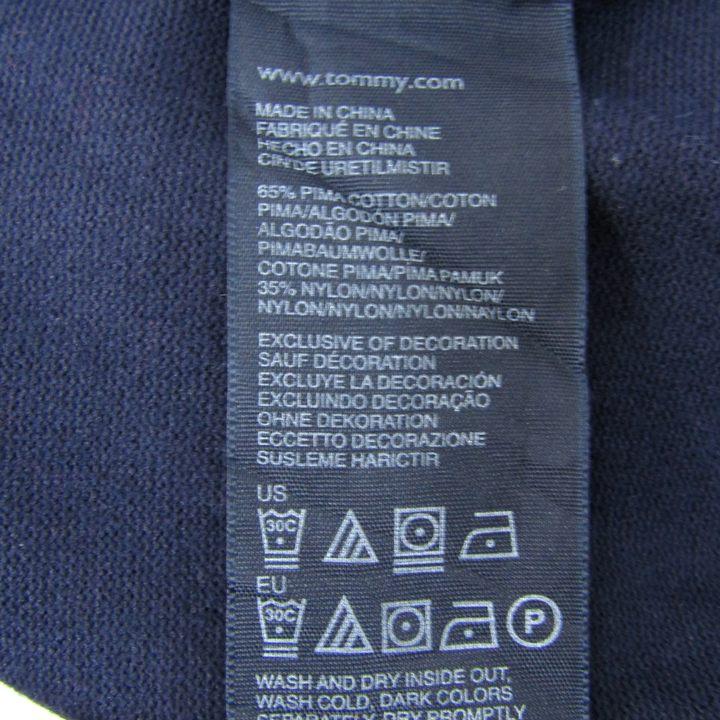 www.tommy.com
MADE IN CHINA
FABRIQUÉ EN CHINE
HECHO EN CHINA
CIN'DE URETILMISTIR
65% PIMA COTTON/COTON
PIMA/ALGODÓN PIMA/
ALGODÃO PIMA/
PIMABAUMWOLLE/
COTONE PIMA/PIMA PAMUK
35% NYLON/NYLON/NYLON/
NYLON/NYLON/NYLON/NAYLON
EXCLUSIVE OF DECORATION
SAUF DÉCORATION
EXCLUYE LA DECORACIÓN
EXCLUINDO DECORAÇÃO
OHNE DEKORATION
ECCETTO DECORAZIONE
SUSLEME HARICTIR
US
30C
EU
30C P
WASH AND DRY INSIDE OUT,
WASH COLD, DARK COLORS
SEPARATELY, DRY PROMPTLY